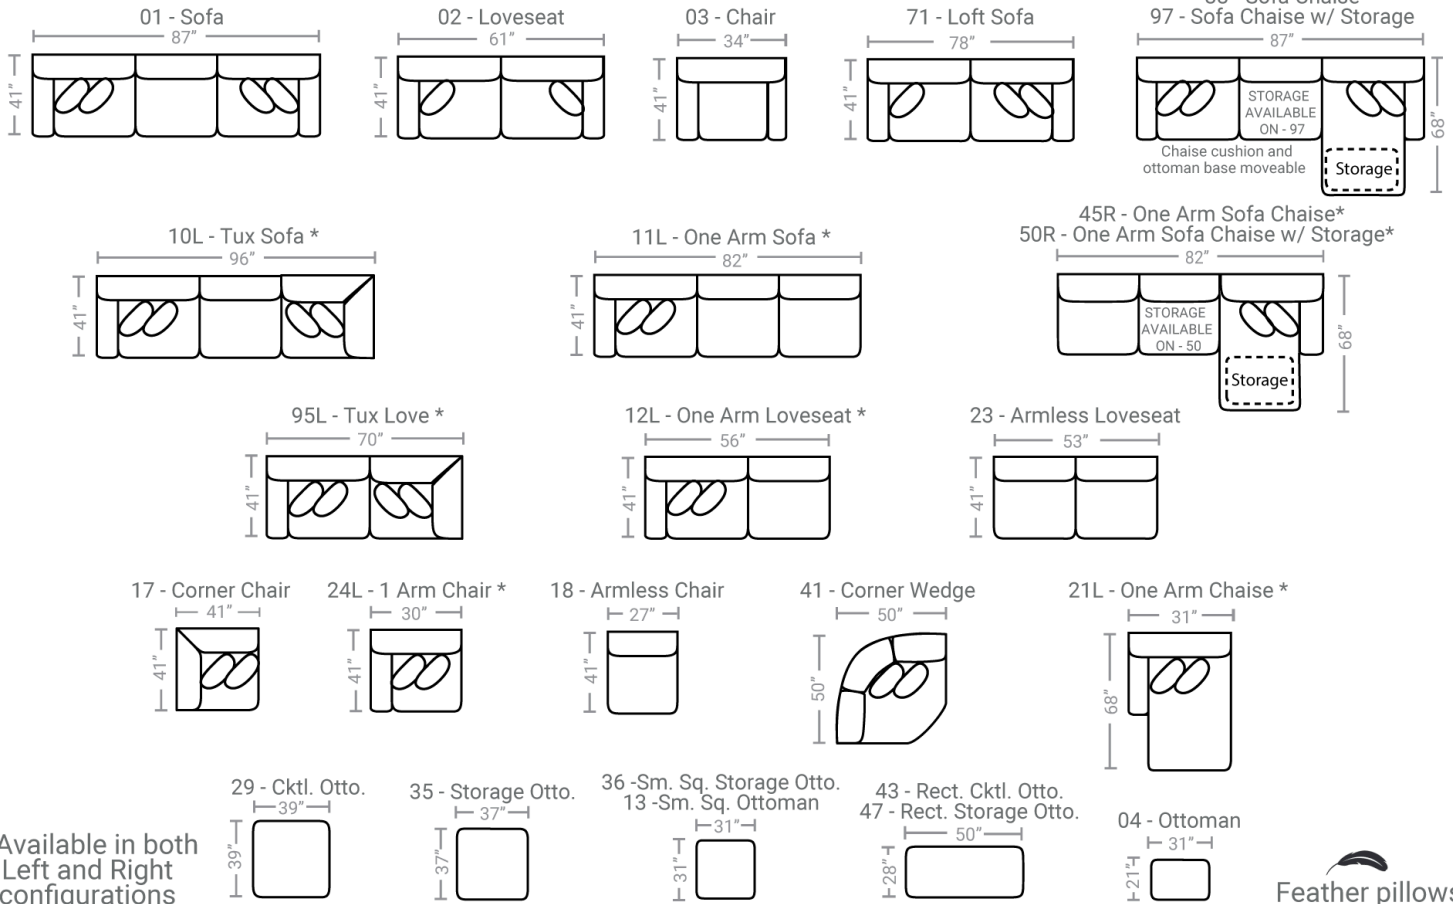 01 - Sofa
87”
41”
02 - Loveseat
61”
41”
03 - Chair
34”
41”
71 - Loft Sofa
78”
41”
97 - Sofa Chaise w/ Storage
87”
68”
STORAGE
AVAILABLE
ON - 97
Chaise cushion and
ottoman base moveable
Storage
10L - Tux Sofa *
96”
41”
11L - One Arm Sofa *
82”
41”
45R - One Arm Sofa Chaise*
50R - One Arm Sofa Chaise w/ Storage*
82”
68”
STORAGE
AVAILABLE
ON - 50
Storage
95L - Tux Love *
70”
41”
12L - One Arm Loveseat *
56”
41”
23 - Armless Loveseat
53”
41”
17 - Corner Chair
41”
41”
24L - 1 Arm Chair *
30”
41”
18 - Armless Chair
27”
41”
41 - Corner Wedge
50”
50”
21L - One Arm Chaise *
31”
68”
29 - Cktl. Otto.
39”
39”
35 - Storage Otto.
37”
37”
36 -Sm. Sq. Storage Otto.
13 -Sm. Sq. Ottoman
31”
31”
43 - Rect. Cktl. Otto.
47 - Rect. Storage Otto.
50”
28”
04 - Ottoman
31”
21”
Available in both
Left and Right
configurations
Feather pillows